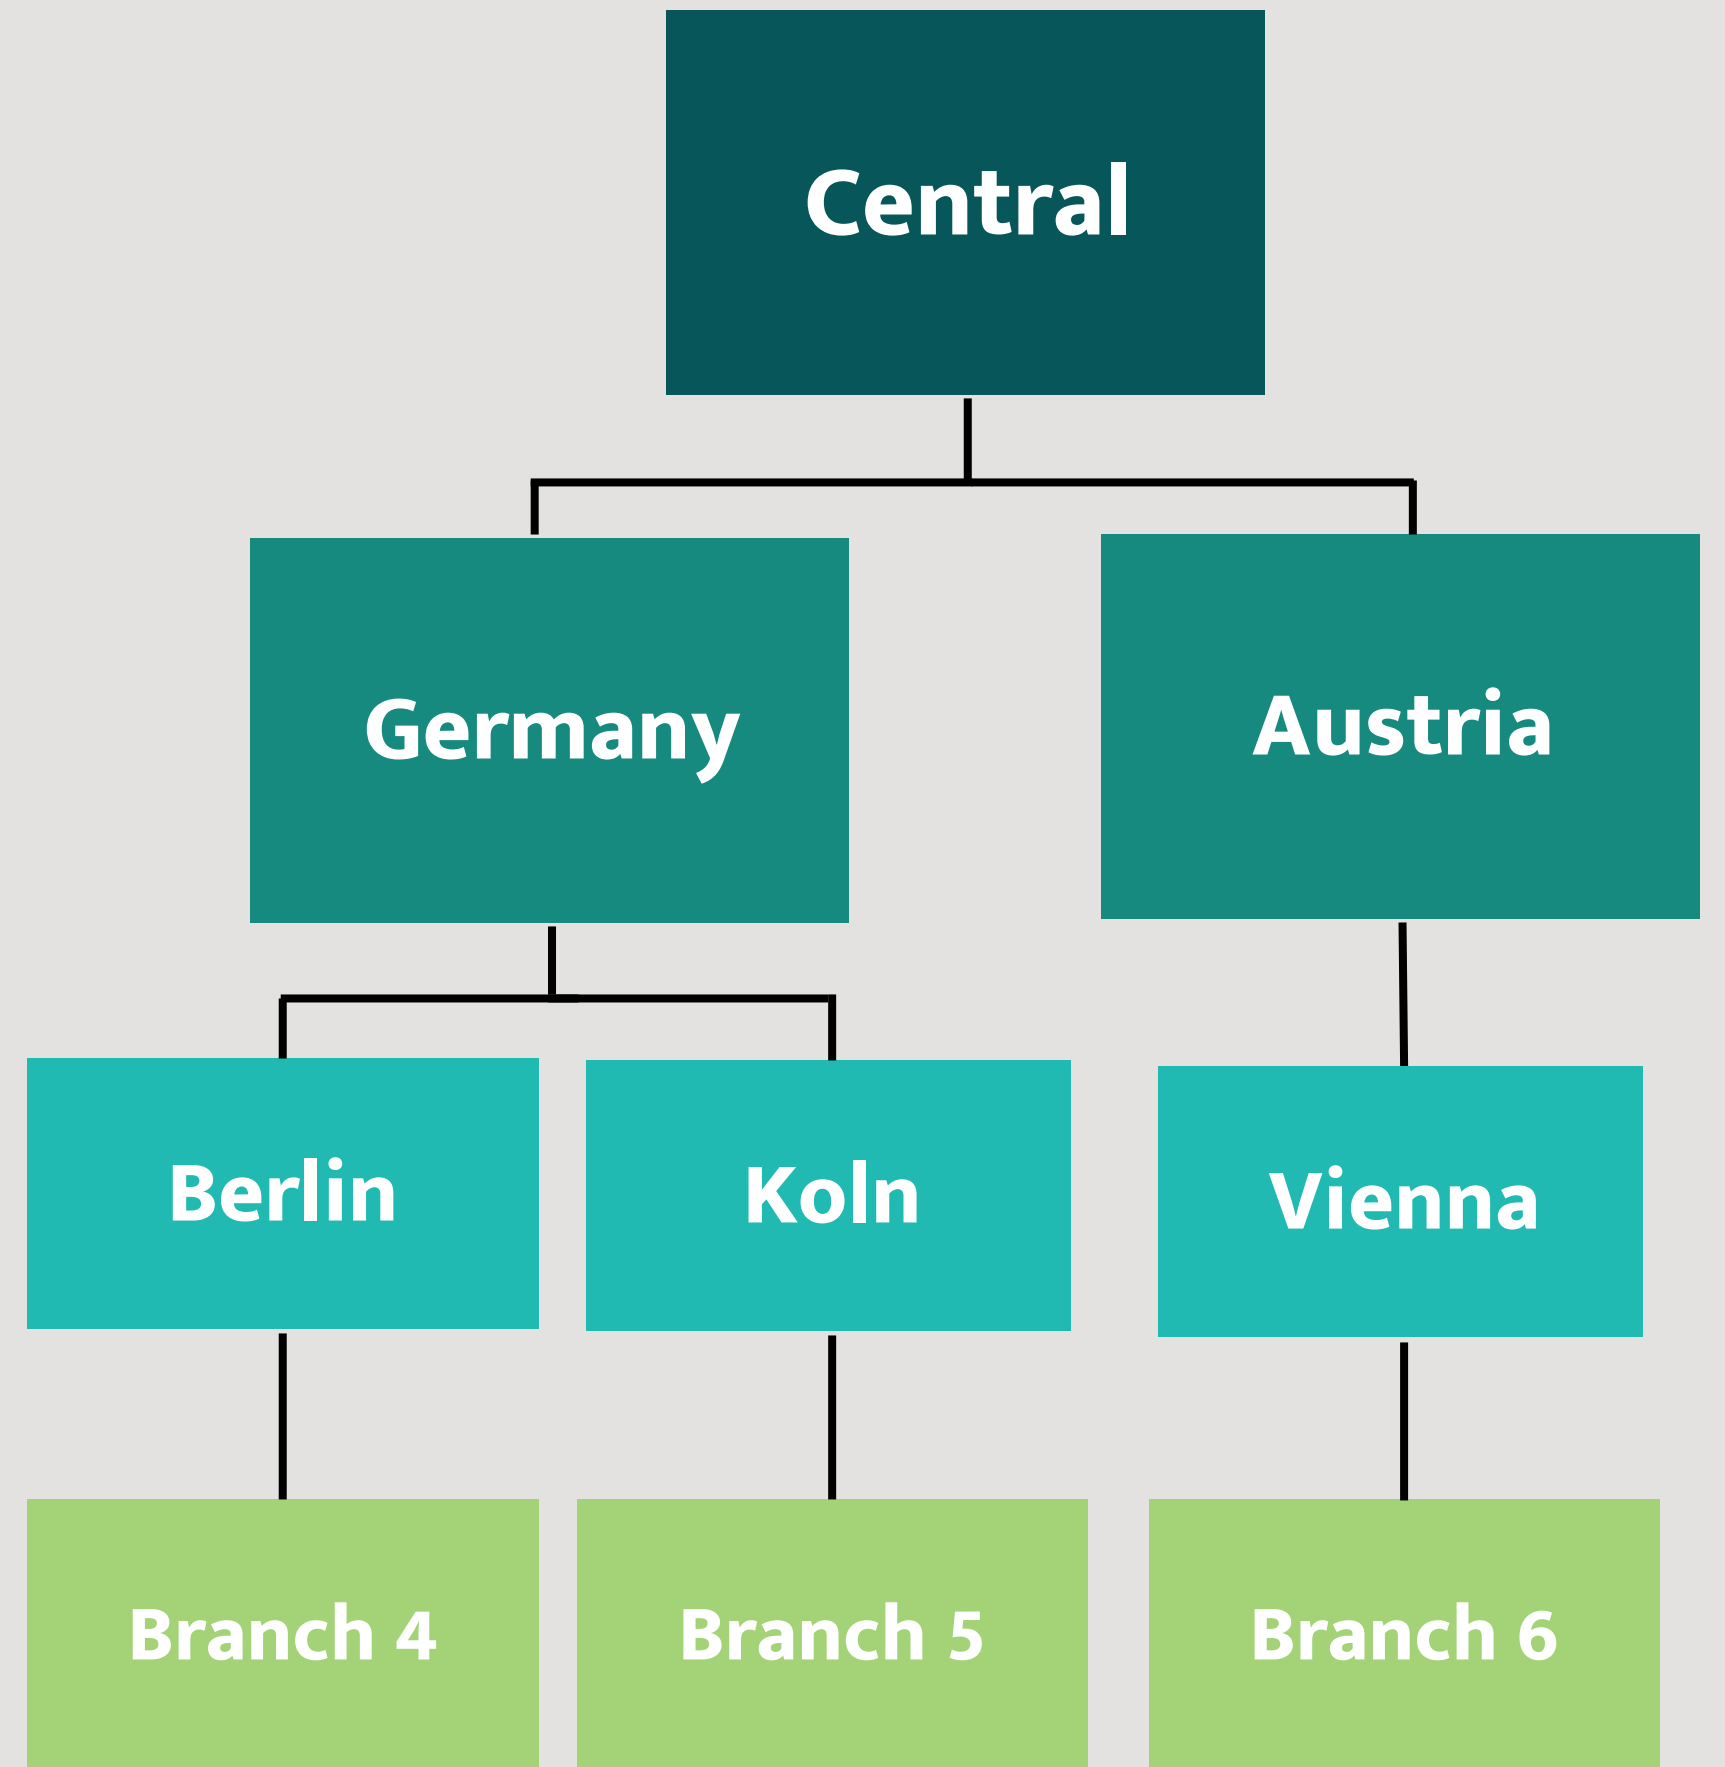 Central
Germany
Austria
Berlin
Koln
Vienna
Branch 4
Branch 5
Branch 6